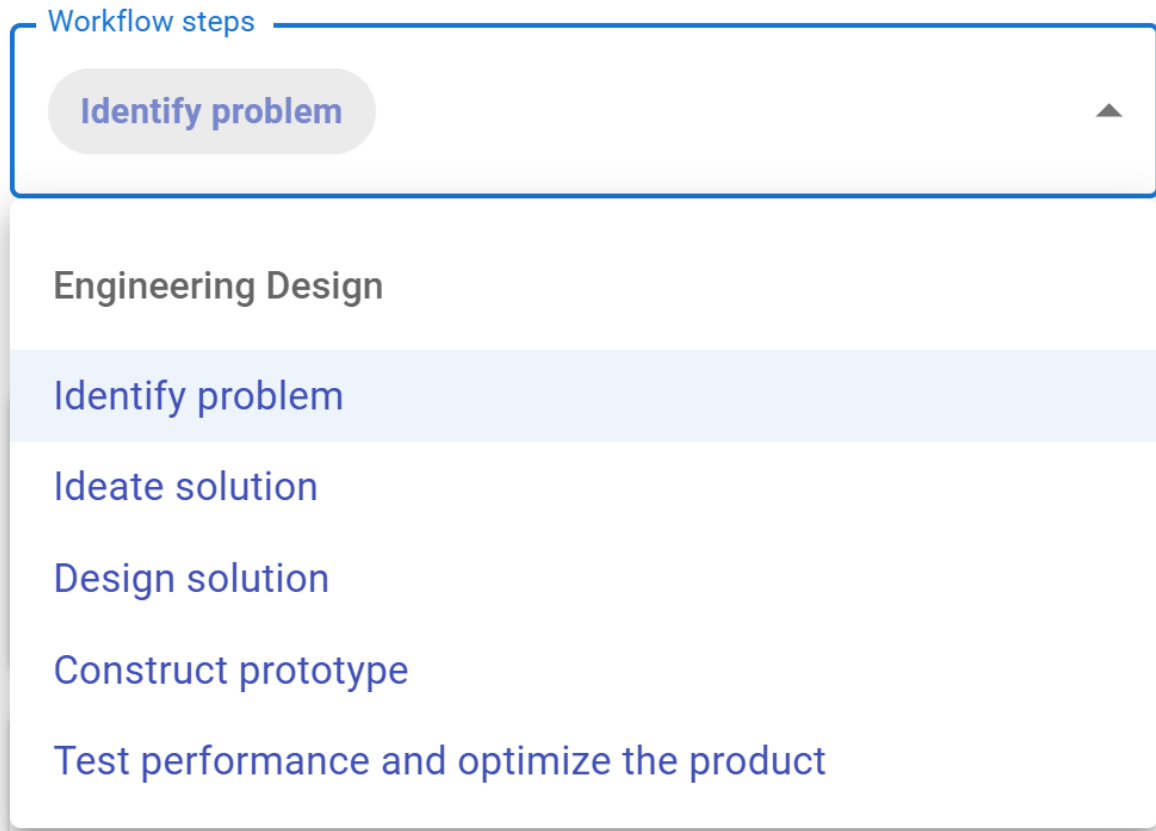 Workflow steps
Identify problem
Engineering Design
Identify problem
Ideate solution
Design solution
Construct prototype
Test performance and optimize the product